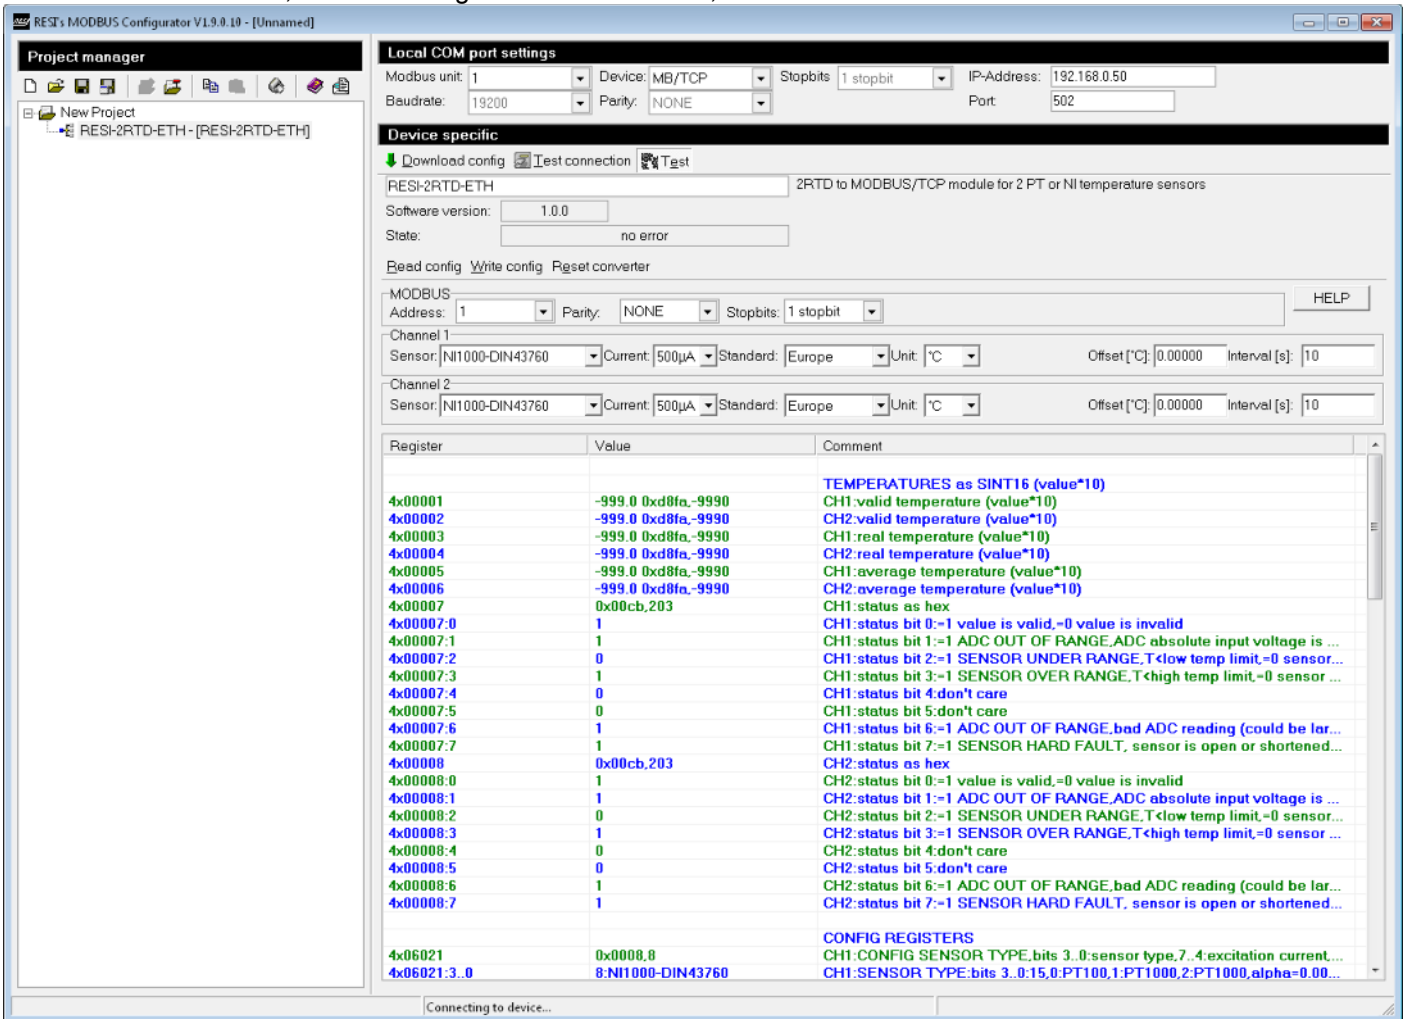 RESI's MODBUS Configurator V1.9.0.10 - [Unnamed]
Project manager
New Project
RESI-2RTD-ETH - [RESI-2RTD-ETH]
Local COM port settings
Modbus unit: 1 Device: MB/TCP Stopbits 1 stopbit IP-Address: 192.168.0.50
Baudrate: 19200 Parity: NONE Port: 502
Device specific
Download config Test connection Test
RESI-2RTD-ETH 2RTD to MODBUS/TCP module for 2 PT or NI temperature sensors
Software version: 1.0.0
State: no error
Read config Write config Reset converter
MODBUS
HELP
Address: 1 Parity: NONE Stopbits: 1 stopbit
Channel 1
Sensor: NI1000-DIN43760 Current: 500µA Standard: Europe Unit: °C Offset [°C]: 0.00000 Interval [s]: 10
Channel 2
Sensor: NI1000-DIN43760 Current: 500µA Standard: Europe Unit: °C Offset [°C]: 0.00000 Interval [s]: 10
Register Value Comment
TEMPERATURES as SINT16 (value*10)
4x00001 -999.0 0xd8fa,-9990 CH1:valid temperature (value*10)
4x00002 -999.0 0xd8fa,-9990 CH2:valid temperature (value*10)
4x00003 -999.0 0xd8fa,-9990 CH1:real temperature (value*10)
4x00004 -999.0 0xd8fa,-9990 CH2:real temperature (value*10)
4x00005 -999.0 0xd8fa,-9990 CH1:average temperature (value*10)
4x00006 -999.0 0xd8fa,-9990 CH2:average temperature (value*10)
4x00007 0x00cb,203 CH1:status as hex
4x00007:0 1 CH1:status bit 0:=1 value is valid,=0 value is invalid
4x00007:1 1 CH1:status bit 1:=1 ADC OUT OF RANGE,ADC absolute input voltage is ...
4x00007:2 0 CH1:status bit 2:=1 SENSOR UNDER RANGE,T<low temp limit,=0 sensor...
4x00007:3 1 CH1:status bit 3:=1 SENSOR OVER RANGE,T<high temp limit,=0 sensor ...
4x00007:4 0 CH1:status bit 4:don't care
4x00007:5 0 CH1:status bit 5:don't care
4x00007:6 1 CH1:status bit 6:=1 ADC OUT OF RANGE,bad ADC reading (could be lar...
4x00007:7 1 CH1:status bit 7:=1 SENSOR HARD FAULT, sensor is open or shortened...
4x00008 0x00cb,203 CH2:status as hex
4x00008:0 1 CH2:status bit 0:=1 value is valid,=0 value is invalid
4x00008:1 1 CH2:status bit 1:=1 ADC OUT OF RANGE,ADC absolute input voltage is ...
4x00008:2 0 CH2:status bit 2:=1 SENSOR UNDER RANGE,T<low temp limit,=0 sensor...
4x00008:3 1 CH2:status bit 3:=1 SENSOR OVER RANGE,T<high temp limit,=0 sensor ...
4x00008:4 0 CH2:status bit 4:don't care
4x00008:5 0 CH2:status bit 5:don't care
4x00008:6 1 CH2:status bit 6:=1 ADC OUT OF RANGE,bad ADC reading (could be lar...
4x00008:7 1 CH2:status bit 7:=1 SENSOR HARD FAULT, sensor is open or shortened...
CONFIG REGISTERS
4x06021 0x0008,8 CH1:CONFIG SENSOR TYPE,bits 3..0:sensor type,7..4:excitation current,...
4x06021:3..0 8:NI1000-DIN43760 CH1:SENSOR TYPE:bits 3..0:15,0:PT100,1:PT1000,2:PT1000,alpha=0.00...
Connecting to device...